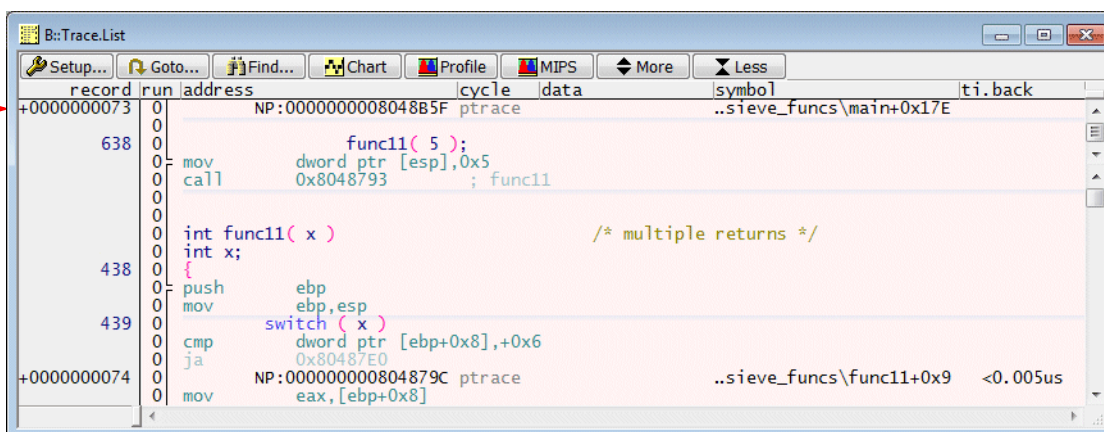 B::Trace.List
Setup... Goto... Find... Chart Profile MIPS More Less
record run address cycle data symbol ti.back
+0000000073 0 NP:0000000008048B5F ptrace ..sieve_funcs\main+0x17E
0
638 0 func11( 5 );
0 mov dword ptr [esp],0x5
0 call 0x8048793 ; func11
0
0
0 int func11( x ) /* multiple returns */
0 int x;
438 0 {
0 push ebp
0 mov ebp,esp
439 0 switch ( x )
0 cmp dword ptr [ebp+0x8],+0x6
0 ja 0x80487E0
+0000000074 0 NP:000000000804879C ptrace ..sieve_funcs\func11+0x9 <0.005us
0 mov eax,[ebp+0x8]